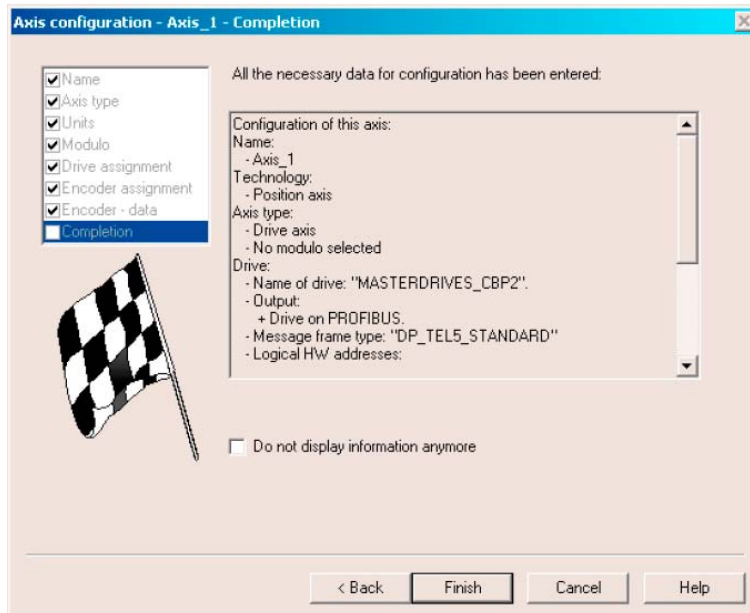 Axis configuration - Axis_1 - Completion
Name
Axis type
Units
Modulo
Drive assignment
Encoder assignment
Encoder - data
Completion
All the necessary data for configuration has been entered:
Configuration of this axis:
Name:
- Axis_1
Technology:
- Position axis
Axis type:
- Drive axis
- No modulo selected
Drive:
- Name of drive: "MASTERDRIVES_CBP2".
- Output:
+ Drive on PROFIBUS.
- Message frame type: "DP_TEL5_STANDARD"
- Logical HW addresses:
Do not display information anymore
< Back
Finish
Cancel
Help